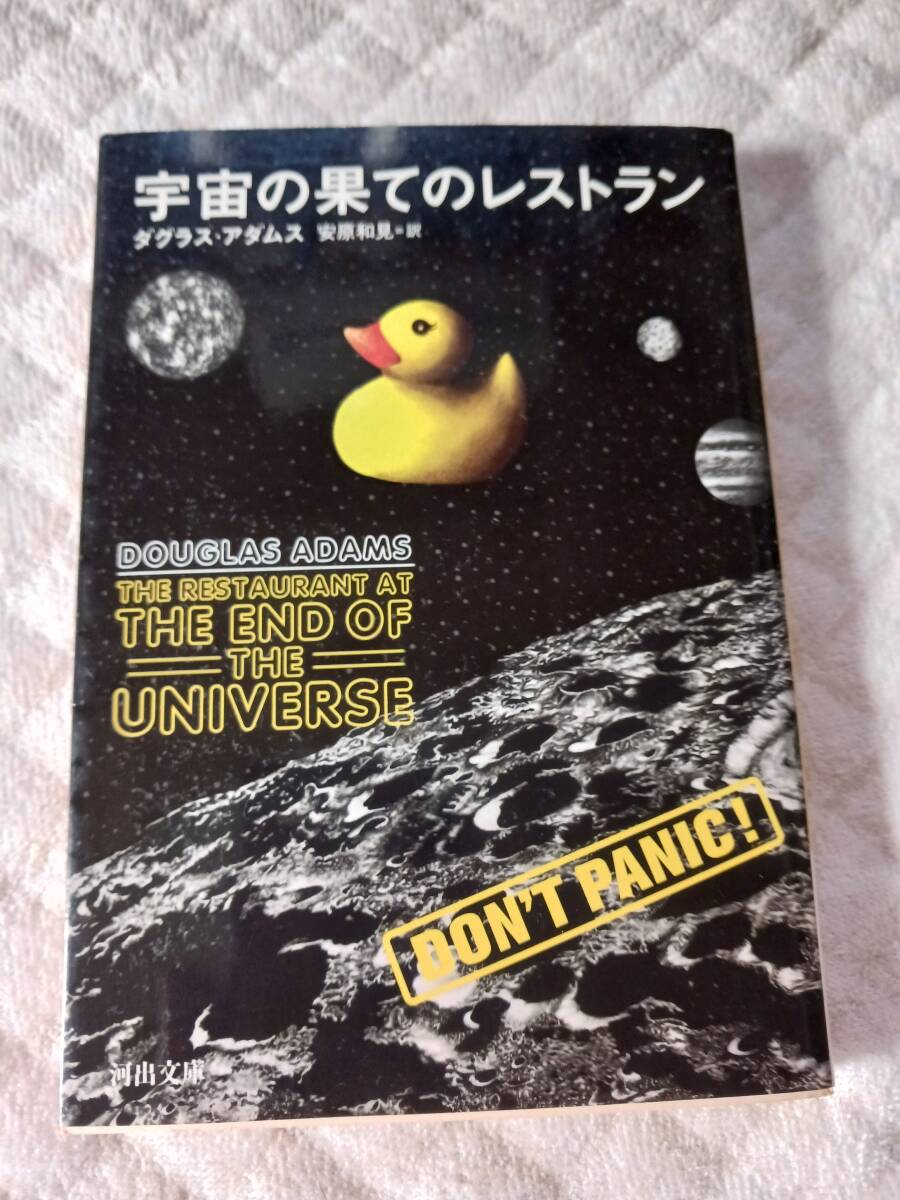 宇宙の果てのレストラン
ダグラス・アダムス 安原和見=訳
DOUGLAS ADAMS
THE RESTAURANT AT
THE END OF
THE
UNIVERSE
DON'T PANIC!
河出文庫